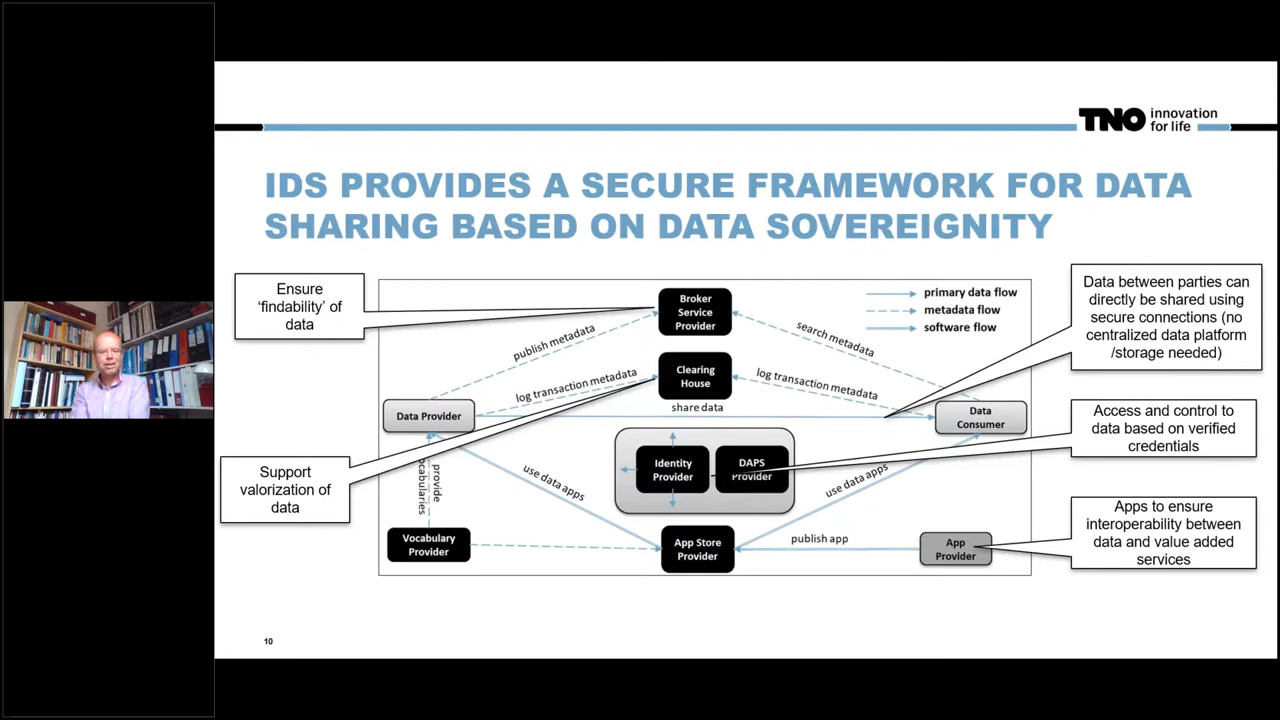 TNO innovation
for life
IDS PROVIDES A SECURE FRAMEWORK FOR DATA
SHARING BASED ON DATA SOVEREIGNITY
Ensure
‘findability’ of
data
Broker
Service
Provider
primary data flow
metadata flow
software flow
Data between parties can
directly be shared using
secure connections (no
centralized data platform
/storage needed)
publish metadata
search metadata
Clearing
House
log transaction metadata
log transaction metadata
share data
Data Provider
Data
Consumer
Access and control to
data based on verified
credentials
Support
valorization of
data
Identity
Provider
DAPS
Provider
provide
use data apps
use data apps
Apps to ensure
interoperability between
data and value added
services
Vocabulary
Provider
App Store
Provider
publish app
App
Provider
10